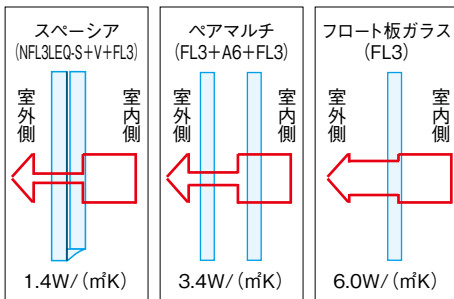 スペーシア
(NFL3LEQ-S+V+FL3)
室外側
室内側
1.4W/(㎡K)
ペアマルチ
(FL3+A6+FL3)
室外側
室内側
3.4W/(㎡K)
フロート板ガラス
(FL3)
室外側
室内側
6.0W/(㎡K)